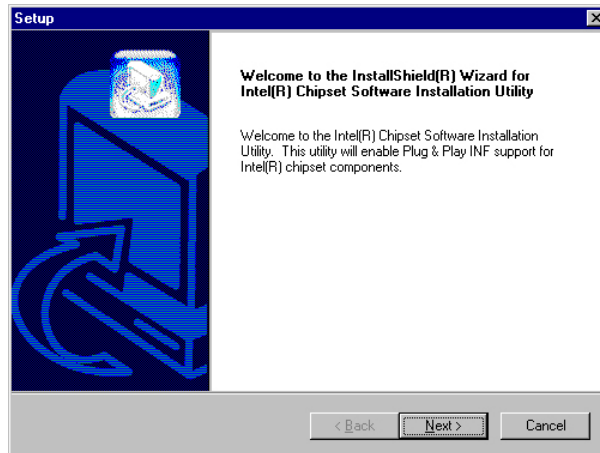 Setup
Welcome to the InstallShield(R) Wizard for
Intel(R) Chipset Software Installation Utility
Welcome to the Intel(R) Chipset Software Installation
Utility. This utility will enable Plug & Play INF support for
Intel(R) chipset components.
< Back
Next >
Cancel